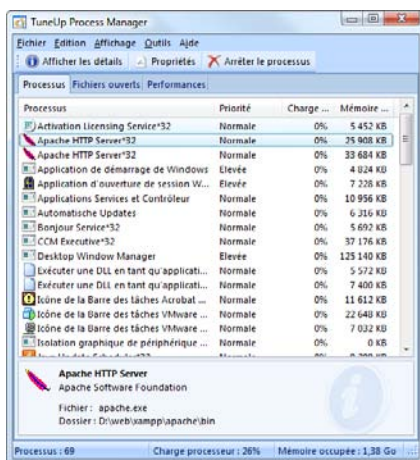 TuneUp Process Manager
Fichier Edition Affichage Outils Aide
Afficher les détails Propriétés Arrêter le processus
Processus Fichiers ouverts Performances
Processus Priorité Charge ... Mémoire ...
Activation Licensing Service*32 Normale 0% 5 452 KB
Apache HTTP Server*32 Normale 0% 25 908 KB
Apache HTTP Server*32 Normale 0% 33 684 KB
Application de démarrage de Windows Elevée 0% 4 824 KB
Application d'ouverture de session W... Elevée 0% 7 228 KB
Applications Services et Contrôleur Normale 0% 10 956 KB
Automatische Updates Normale 0% 6 316 KB
Bonjour Service*32 Normale 0% 5 692 KB
CCM Executive*32 Normale 0% 37 176 KB
Desktop Window Manager Elevée 0% 125 140 KB
Exécuter une DLL en tant qu'applicati... Normale 0% 5 572 KB
Exécuter une DLL en tant qu'applicati... Normale 0% 7 400 KB
Icône de la Barre des tâches Acrobat ... Normale 0% 11 612 KB
Icône de la Barre des tâches VMware ... Normale 0% 22 648 KB
Icône de la Barre des tâches VMware ... Normale 0% 7 032 KB
Isolation graphique de périphérique ... Normale 0% 0 KB
Apache HTTP Server
Apache Software Foundation
Fichier : apache.exe
Dossier : D:\web\xampp\apache\bin
Processus : 69 Charge processeur : 26% Mémoire occupée : 1,38 Go